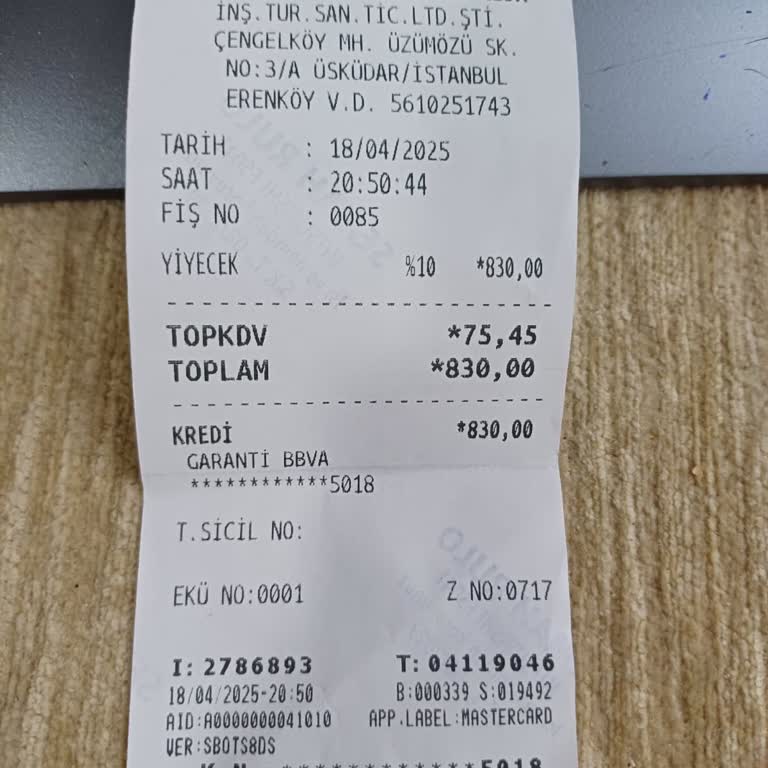 İNŞ.TUR.SAN.TİC.LTD.ŞTİ.
ÇENGELKÖY MH. ÜZÜMÖZÜ SK.
NO:3/A ÜSKÜDAR/İSTANBUL
ERENKÖY V.D. 5610251743
TARİH : 18/04/2025
SAAT : 20:50:44
FİŞ NO : 0085
YİYECEK %10 *830,00
TOPKDV *75,45
TOPLAM *830,00
KREDİ *830,00
GARANTİ BBVA
************5018
T.SİCİL NO:
EKÜ NO:0001 Z NO:0717
I: 2786893 T: 04119046
18/04/2025-20:50 B:000339 S:019492
AID:A0000000041010 APP.LABEL:MASTERCARD
VER:SBOTS8DS
************5018